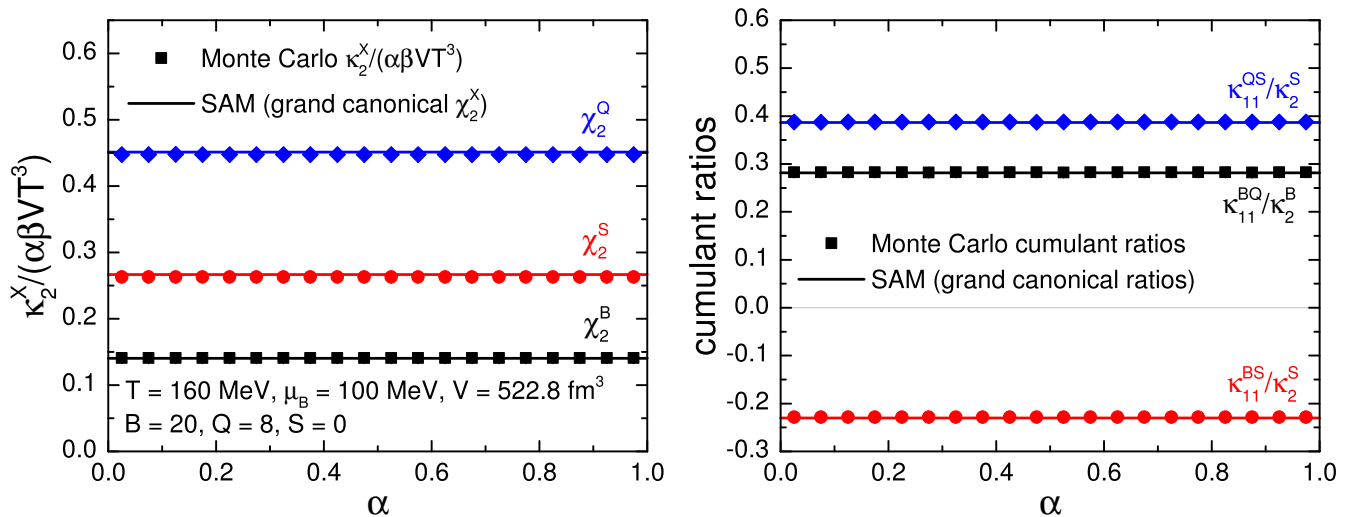 κ₂ˣ/(αβVT³)
0.6
0.5
0.4
0.3
0.2
0.1
0.0
Monte Carlo κ₂ˣ/(αβVT³)
SAM (grand canonical χ₂ˣ)
χ₂Q
χ₂S
χ₂B
T = 160 MeV, μB = 100 MeV, V = 522.8 fm³
B = 20, Q = 8, S = 0
0.0 0.2 0.4 0.6 0.8 1.0
α
cumulant ratios
0.6
0.5
0.4
0.3
0.2
0.1
0.0
-0.1
-0.2
-0.3
κ₁₁QS/κ₂S
κ₁₁BQ/κ₂B
Monte Carlo cumulant ratios
SAM (grand canonical ratios)
κ₁₁BS/κ₂S
0.0 0.2 0.4 0.6 0.8 1.0
α